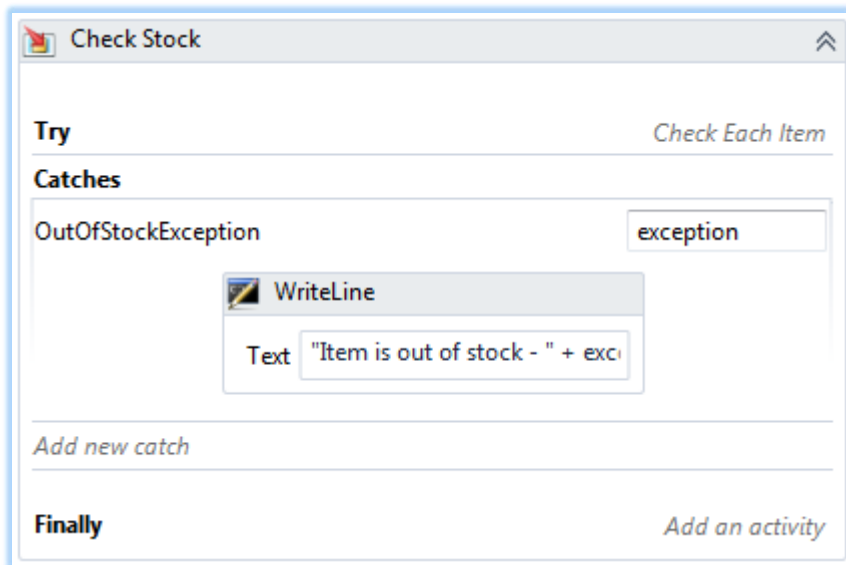 Check Stock
Try Check Each Item
Catches
OutOfStockException exception
WriteLine
Text "Item is out of stock - " + exc
Add new catch
Finally Add an activity